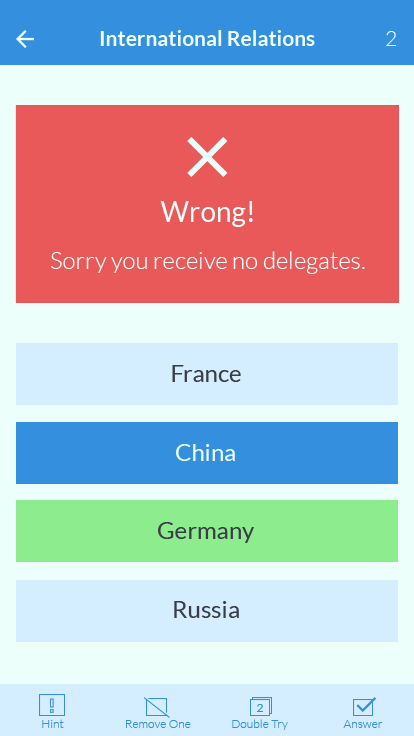 International Relations 2
Wrong!
Sorry you receive no delegates.
France
China
Germany
Russia
2
Hint Remove One Double Try Answer